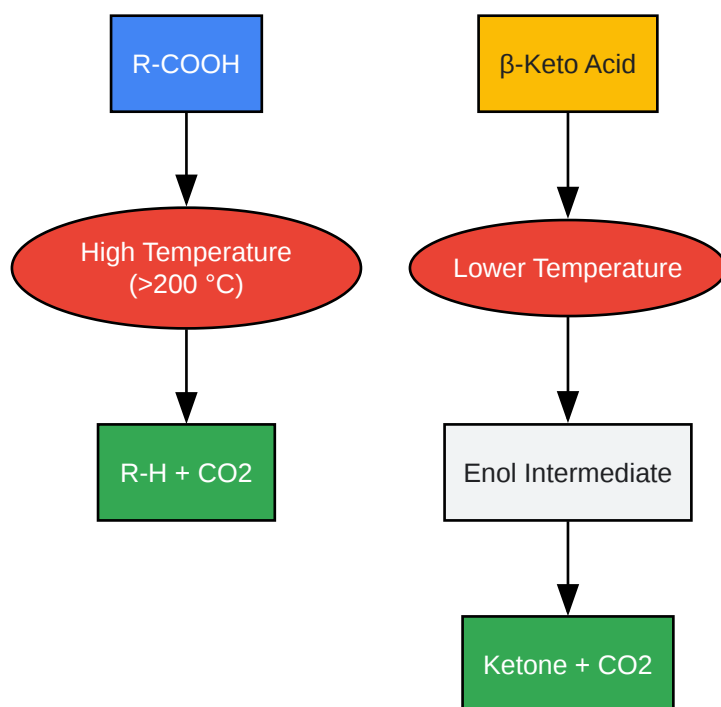 R-COOH
High Temperature
(>200 °C)
R-H + CO2
β-Keto Acid
Lower Temperature
Enol Intermediate
Ketone + CO2